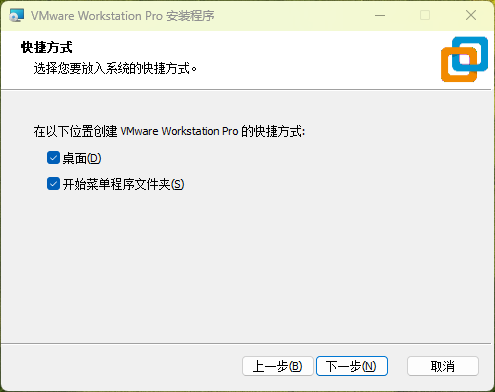 VMware Workstation Pro 安装程序
快捷方式
选择您要放入系统的快捷方式。
在以下位置创建 VMware Workstation Pro 的快捷方式:
桌面(D)
开始菜单程序文件夹(S)
上一步(B) 下一步(N) 取消